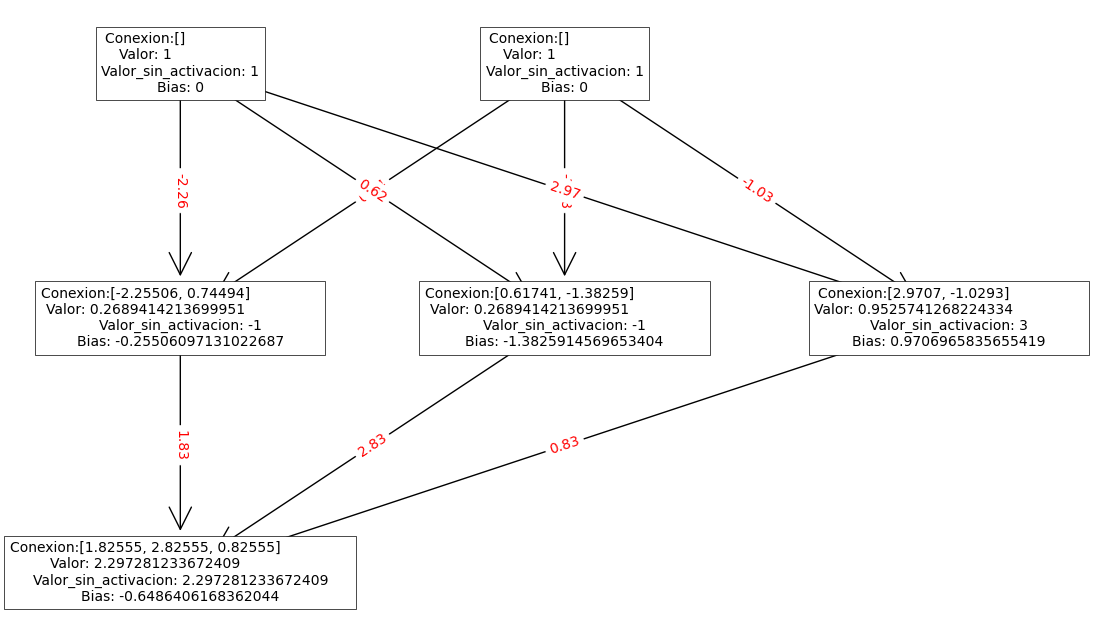 Conexion:[]
Valor: 1
Valor_sin_activacion: 1
Bias: 0
Conexion:[]
Valor: 1
Valor_sin_activacion: 1
Bias: 0
-2.26
0.62
2.97
-1.03
Conexion:[-2.25506, 0.74494]
Valor: 0.2689414213699951
Valor_sin_activacion: -1
Bias: -0.25506097131022687
Conexion:[0.61741, -1.38259]
Valor: 0.2689414213699951
Valor_sin_activacion: -1
Bias: -1.3825914569653404
Conexion:[2.9707, -1.0293]
Valor: 0.9525741268224334
Valor_sin_activacion: 3
Bias: 0.9706965835655419
1.83
2.83
0.83
Conexion:[1.82555, 2.82555, 0.82555]
Valor: 2.297281233672409
Valor_sin_activacion: 2.297281233672409
Bias: -0.6486406168362044